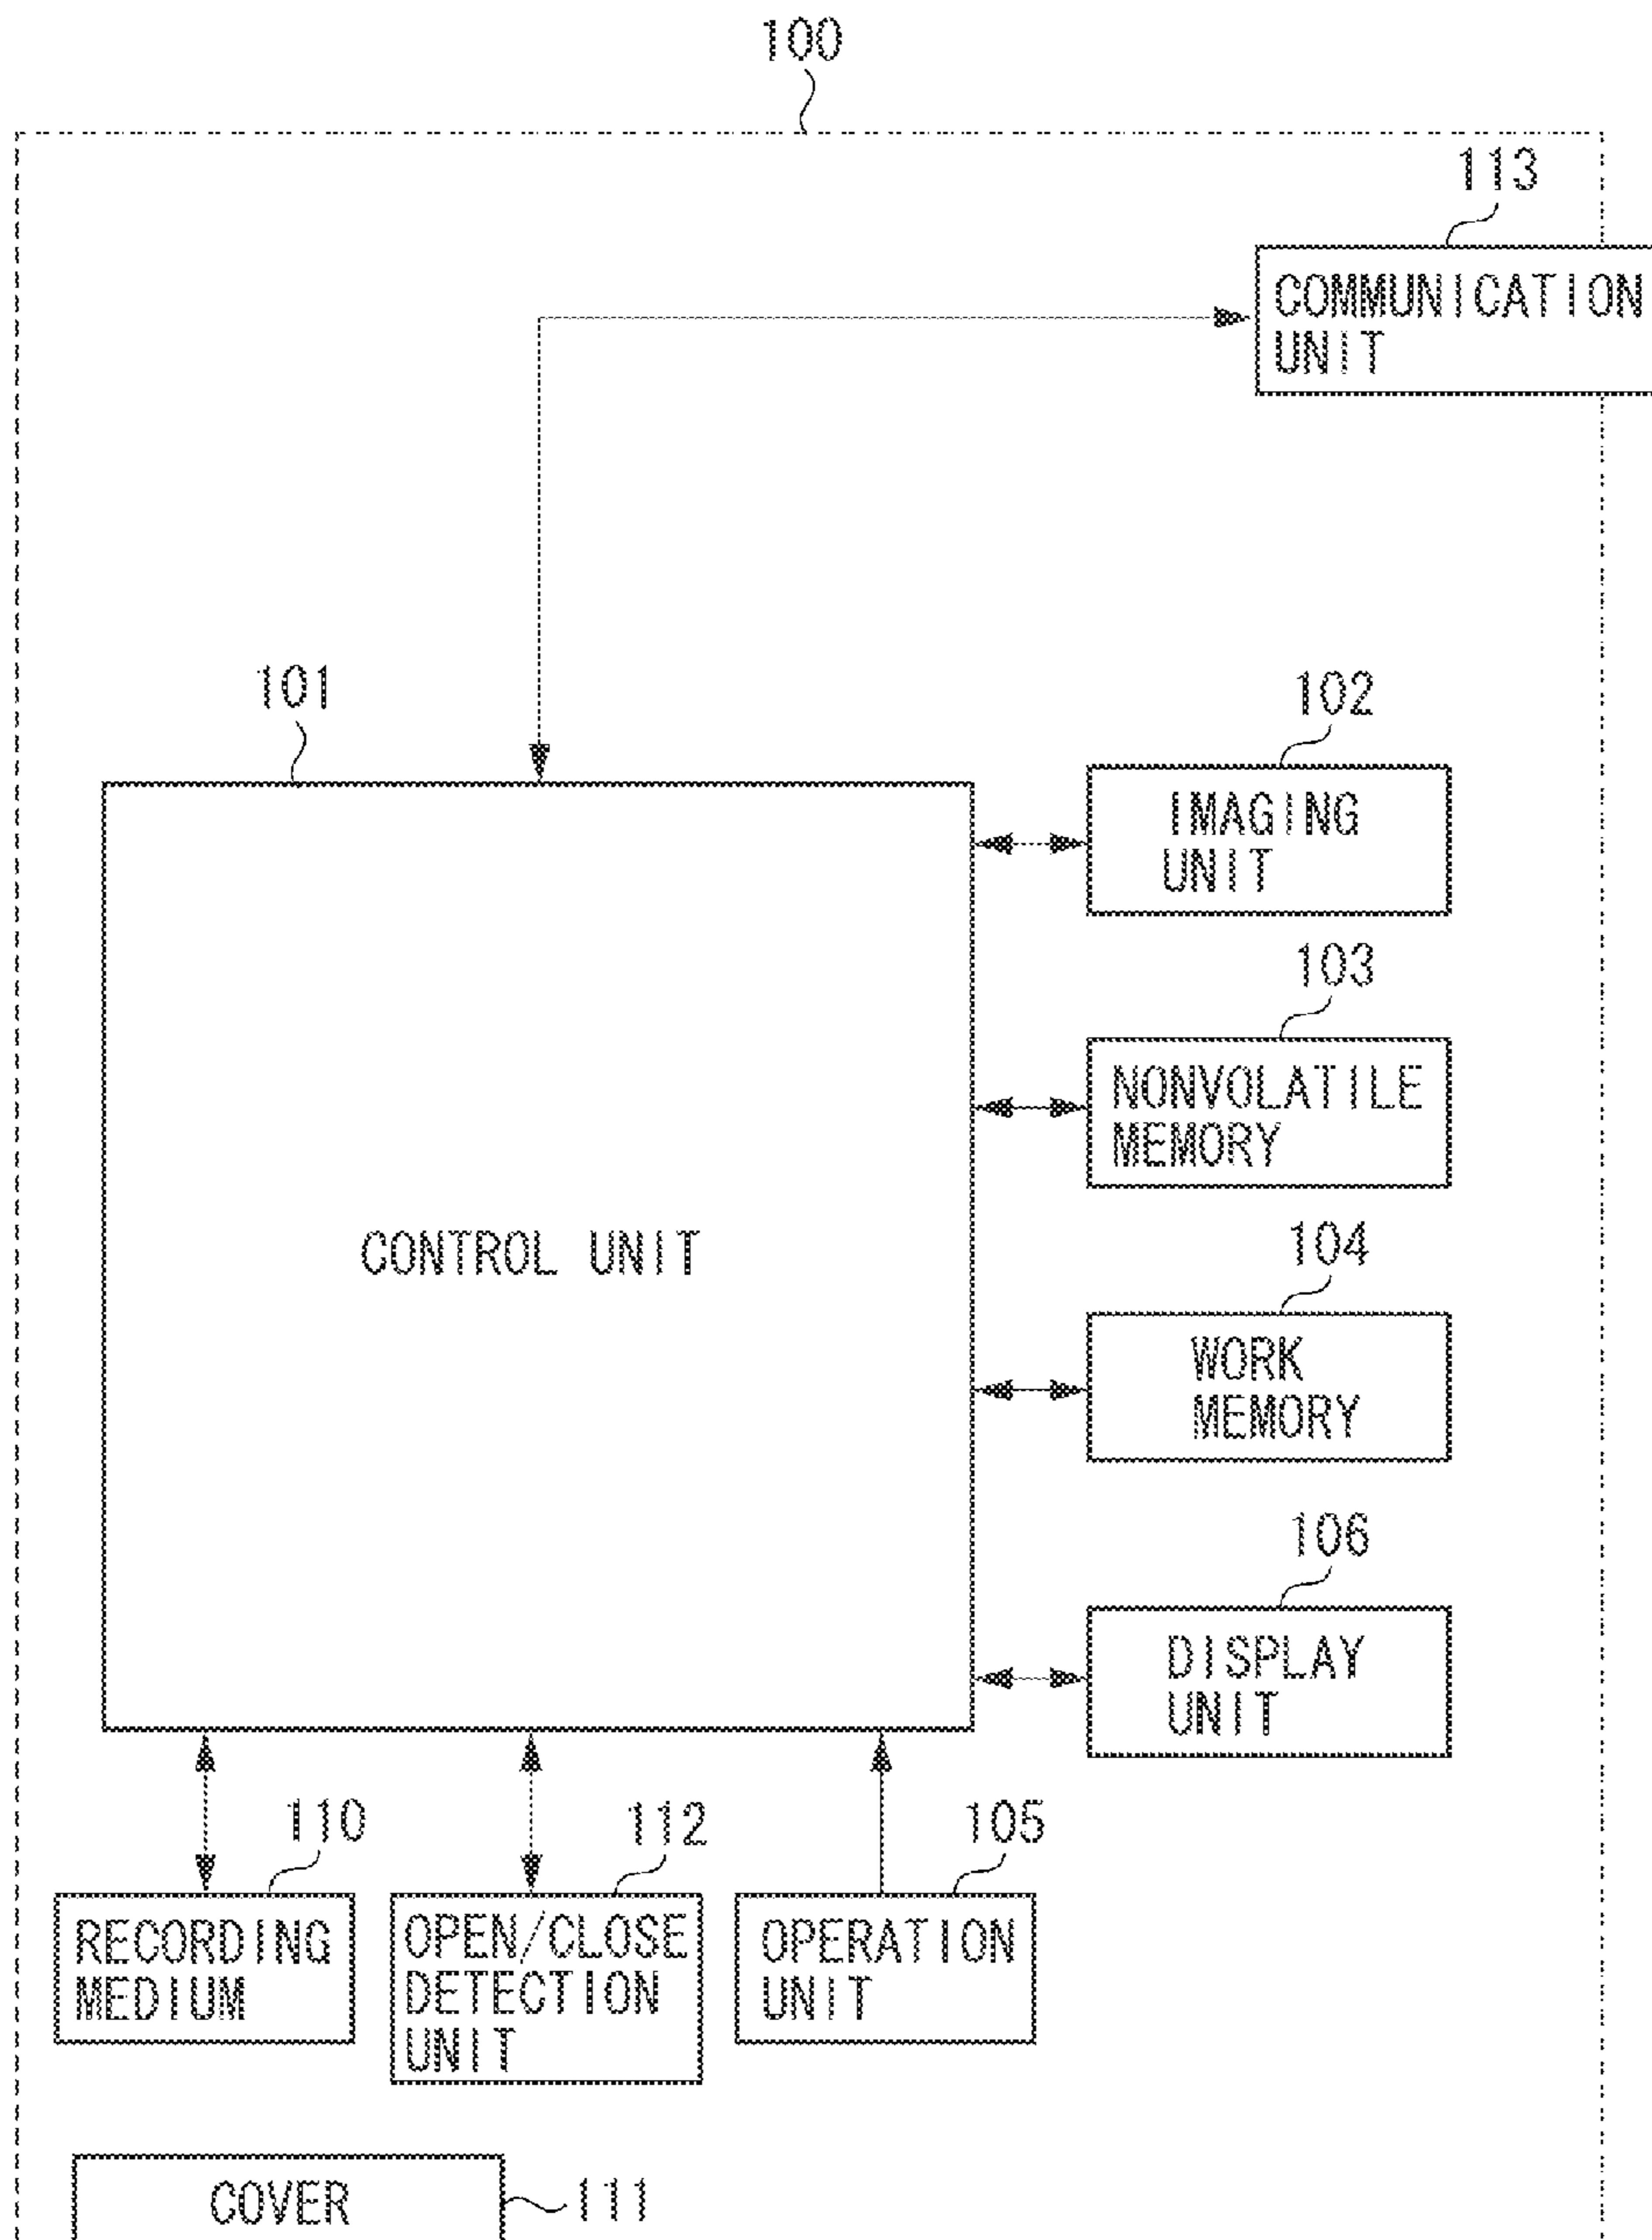 100
113
COMMUNICATION
UNIT
101
102
IMAGING
UNIT
103
NONVOLATILE
MEMORY
CONTROL UNIT
104
WORK
MEMORY
106
DISPLAY
UNIT
110
112
105
RECORDING
MEDIUM
OPEN/CLOSE
DETECTION
UNIT
OPERATION
UNIT
COVER
111